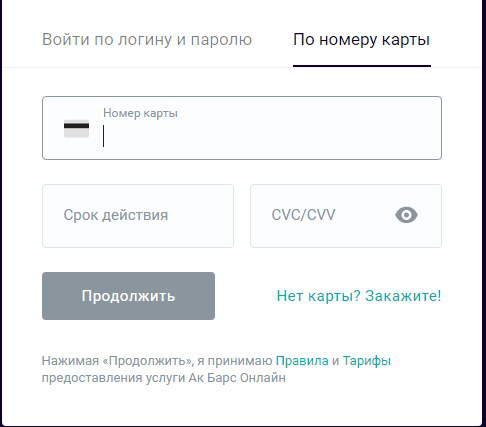 Войти по логину и паролю По номеру карты
Номер карты
Срок действия CVC/CVV
Продолжить Нет карты? Закажите!
Нажимая «Продолжить», я принимаю Правила и Тарифы
предоставления услуги Ак Барс Онлайн